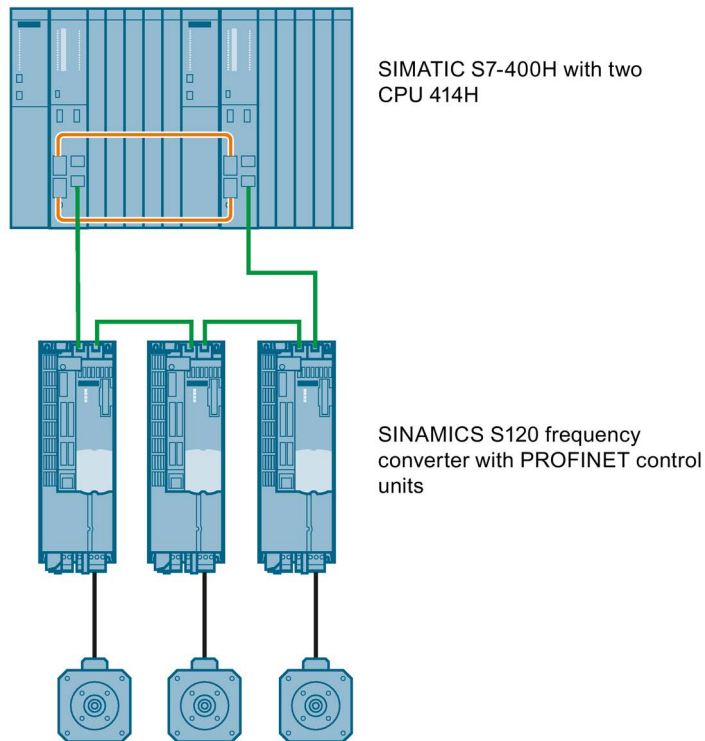 SIMATIC S7-400H with two
CPU 414H
SINAMICS S120 frequency
converter with PROFINET control
units